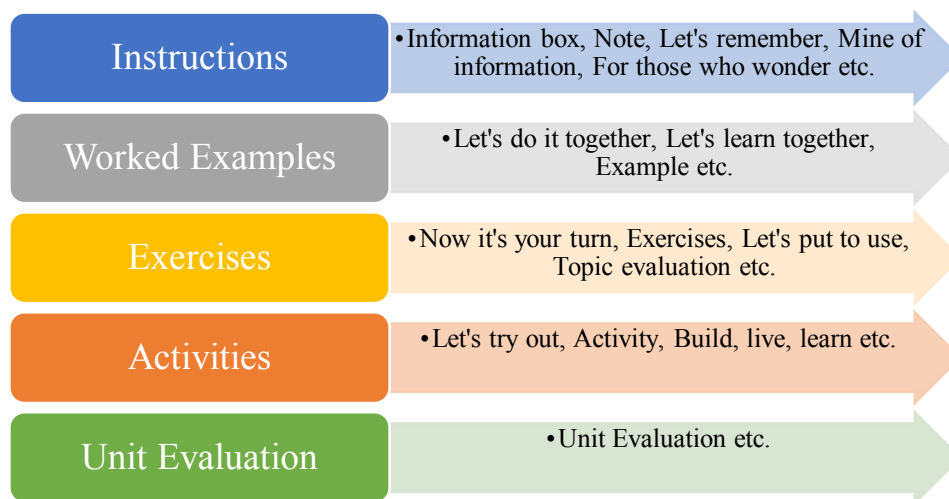 Instructions
•Information box, Note, Let's remember, Mine of
information, For those who wonder etc.
Worked Examples
•Let's do it together, Let's learn together,
Example etc.
Exercises
•Now it's your turn, Exercises, Let's put to use,
Topic evaluation etc.
Activities
•Let's try out, Activity, Build, live, learn etc.
Unit Evaluation
•Unit Evaluation etc.